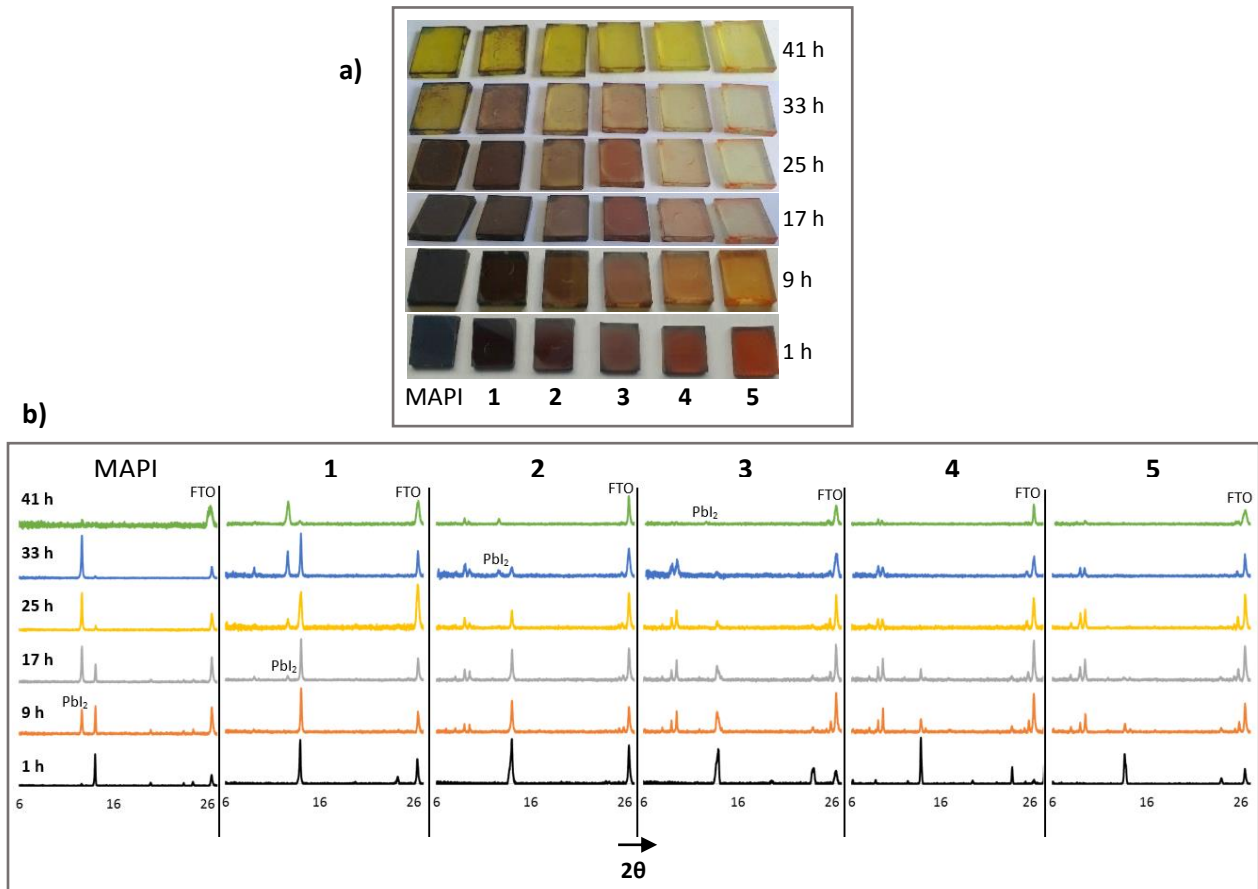 a)
41 h
33 h
25 h
17 h
9 h
1 h
MAPI 1 2 3 4 5
b)
MAPI 1 2 3 4 5
41 h FTO FTO FTO PbI₂ FTO FTO FTO
33 h PbI₂
25 h
17 h PbI₂
PbI₂
9 h
1 h
6 16 26 6 16 26 6 16 26 6 16 26 6 16 26 6 16 26
2θ